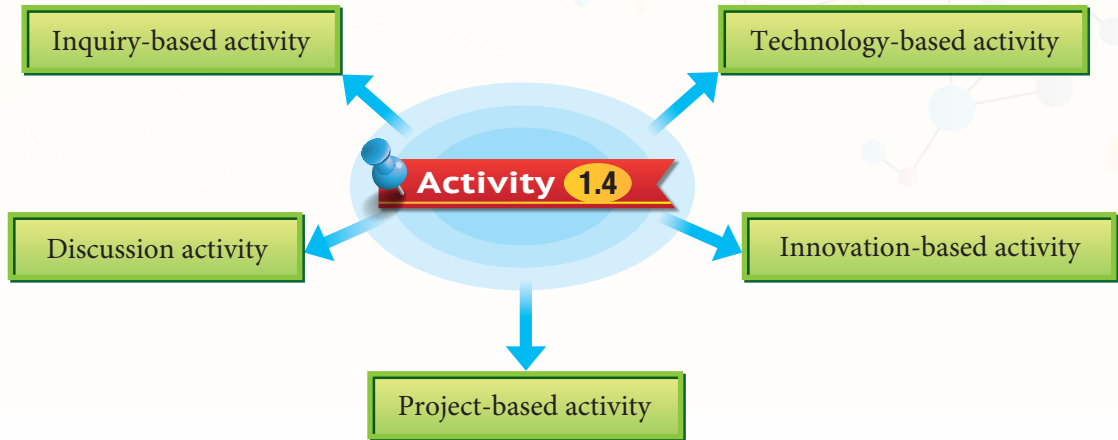 Inquiry-based activity
Technology-based activity
Activity 1.4
Discussion activity
Innovation-based activity
Project-based activity